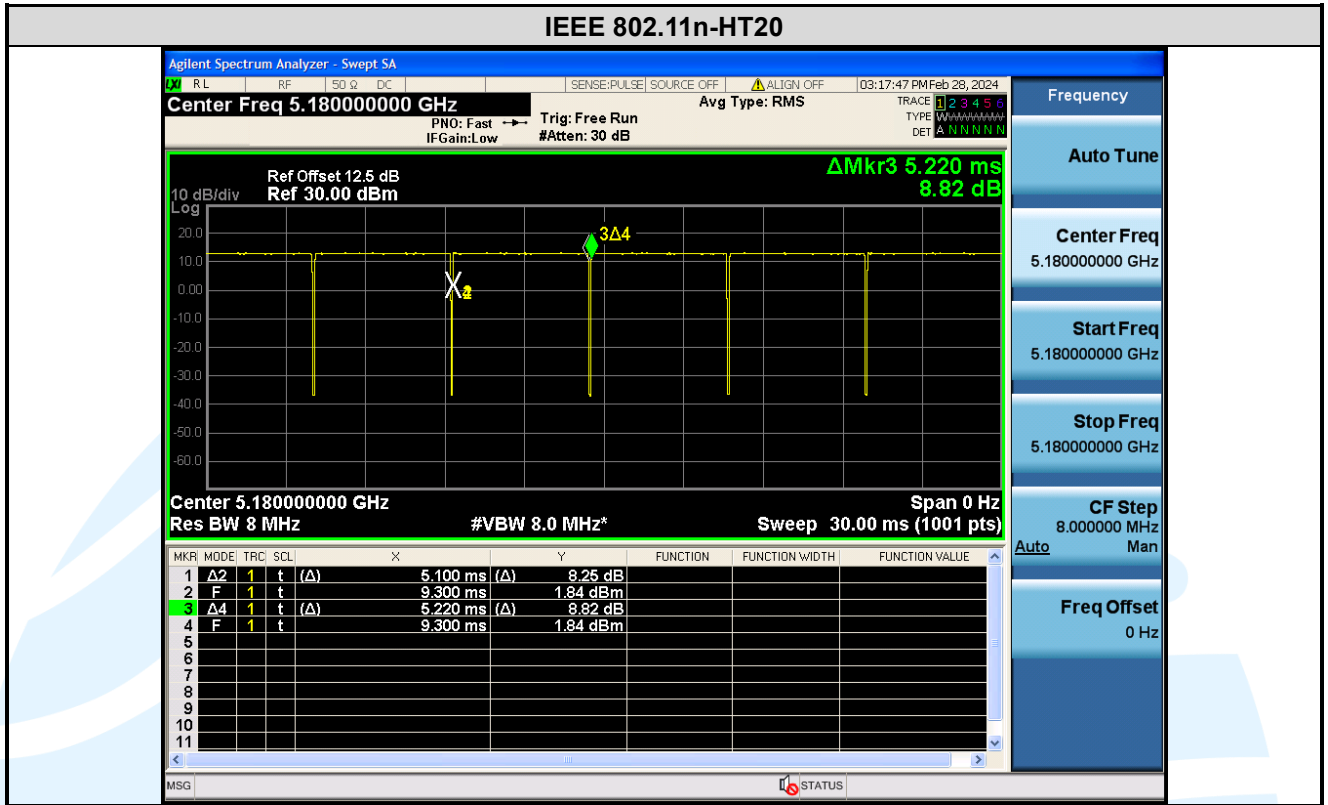 IEEE 802.11n-HT20
Agilent Spectrum Analyzer - Swept SA
LXI RL RF 50 Ω DC SENSE:PULSE SOURCE OFF ALIGN OFF 03:17:47 PM Feb 28, 2024
Center Freq 5.180000000 GHz
PNO: Fast
IFGain:Low
Trig: Free Run
#Atten: 30 dB
Avg Type: RMS
TRACE 1 2 3 4 5 6
TYPE WWWWWW
DET A N N N N N
ΔMkr3 5.220 ms
8.82 dB
Ref Offset 12.5 dB
10 dB/div Ref 30.00 dBm
Log
20.0
10.0
0.00
-10.0
-20.0
-30.0
-40.0
-50.0
-60.0
3Δ4
X
Center 5.180000000 GHz Span 0 Hz
Res BW 8 MHz #VBW 8.0 MHz* Sweep 30.00 ms (1001 pts)
MKR MODE TRC SCL X Y FUNCTION FUNCTION WIDTH FUNCTION VALUE
1 Δ2 1 t (Δ) 5.100 ms (Δ) 8.25 dB
2 F 1 t 9.300 ms 1.84 dBm
3 Δ4 1 t (Δ) 5.220 ms (Δ) 8.82 dB
4 F 1 t 9.300 ms 1.84 dBm
5
6
7
8
9
10
11
MSG STATUS
Frequency
Auto Tune
Center Freq
5.180000000 GHz
Start Freq
5.180000000 GHz
Stop Freq
5.180000000 GHz
CF Step
8.000000 MHz
Auto Man
Freq Offset
0 Hz